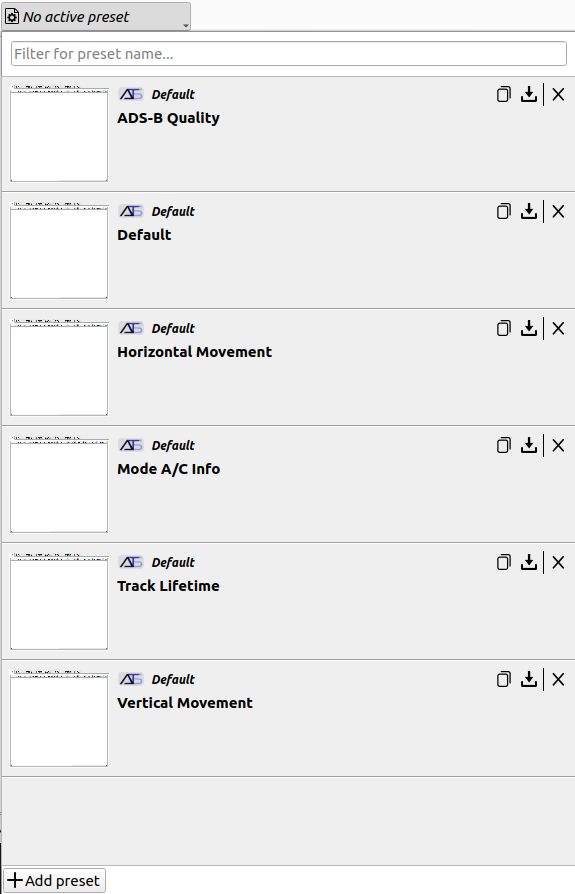 No active preset
Filter for preset name...
Default
ADS-B Quality
Default
Default
Default
Horizontal Movement
Default
Mode A/C Info
Default
Track Lifetime
Default
Vertical Movement
Add preset